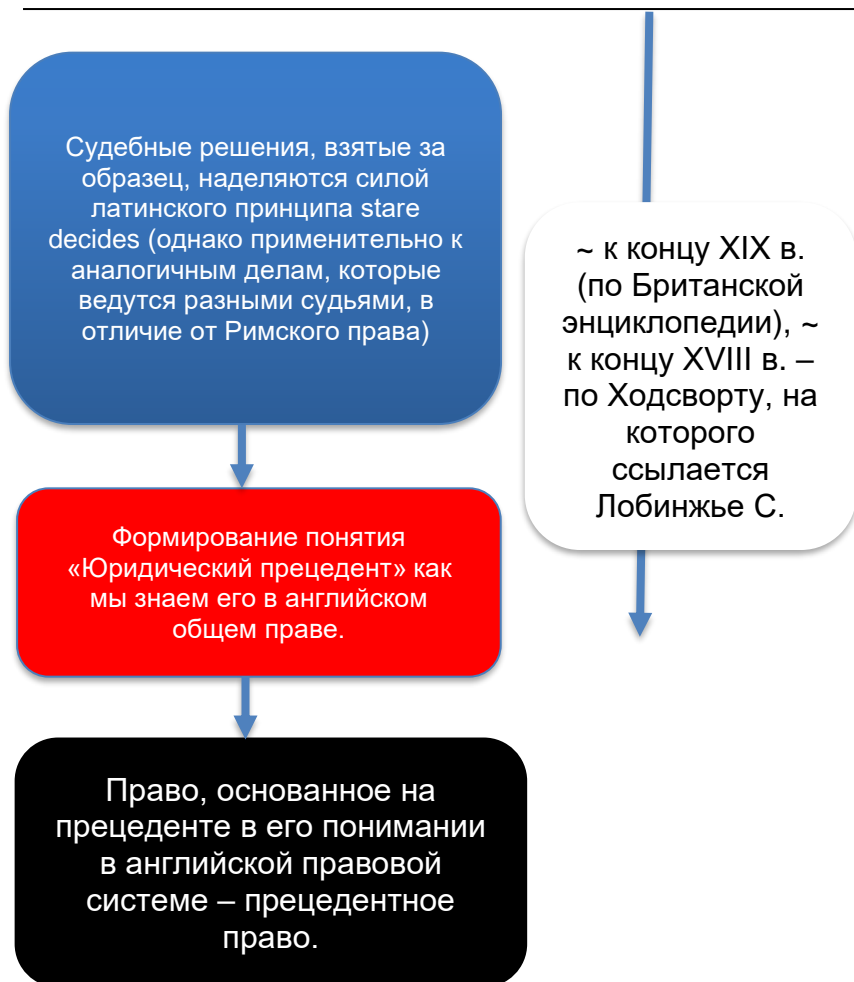 Судебные решения, взятые за
образец, наделяются силой
латинского принципа stare
decides (однако применительно к
аналогичным делам, которые
ведутся разными судьями, в
отличие от Римского права)
~ к концу XIX в.
(по Британской
энциклопедии), ~
к концу XVIII в. –
по Ходсворту, на
которого
ссылается
Лобинжье С.
Формирование понятия
«Юридический прецедент» как
мы знаем его в английском
общем праве.
Право, основанное на
прецеденте в его понимании
в английской правовой
системе – прецедентное
право.